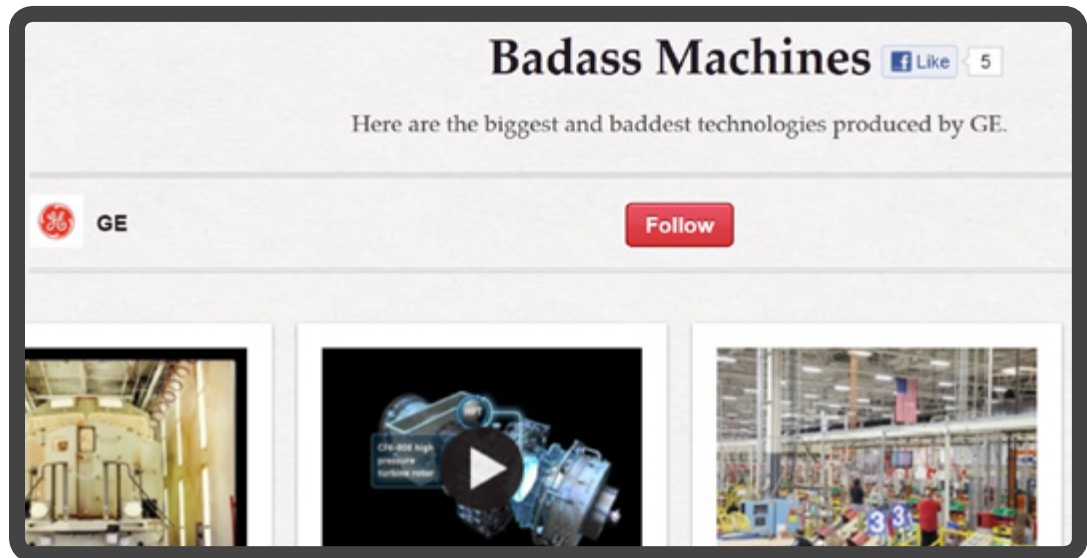 Badass Machines
Like 5
Here are the biggest and baddest technologies produced by GE.
GE
Follow
CF6-80E high
pressure
turbine rotor
33